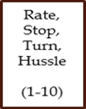 Rate,
Stop,
Turn,
Hussle
(1-10)